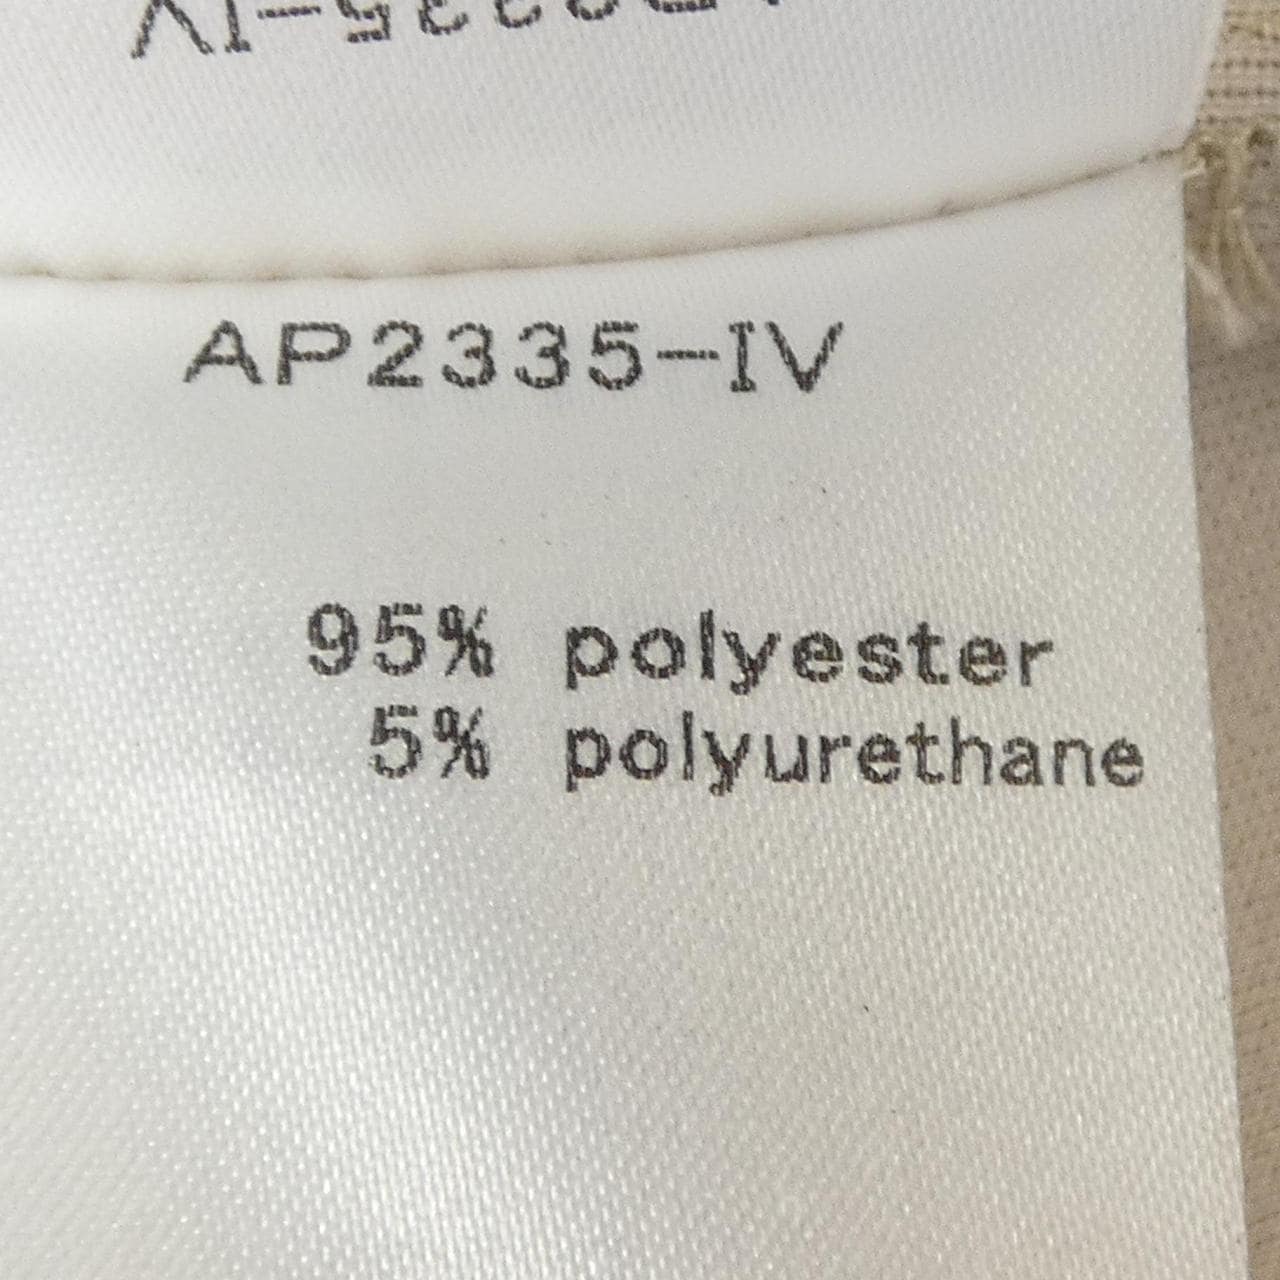 AP2335-IV
95% polyester
5% polyurethane